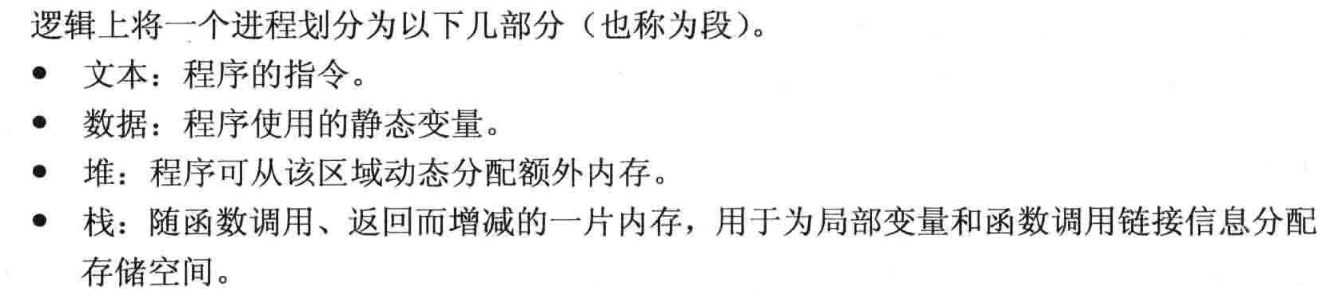 逻辑上将一个进程划分为以下几部分（也称为段）。
● 文本：程序的指令。
● 数据：程序使用的静态变量。
● 堆：程序可从该区域动态分配额外内存。
● 栈：随函数调用、返回而增减的一片内存，用于为局部变量和函数调用链接信息分配
存储空间。